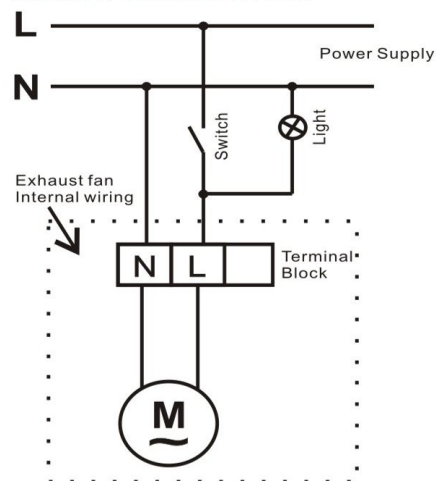 L
Power Supply
N
Switch
Light
Exhaust fan
Internal wiring
N L
Terminal
Block
M
~